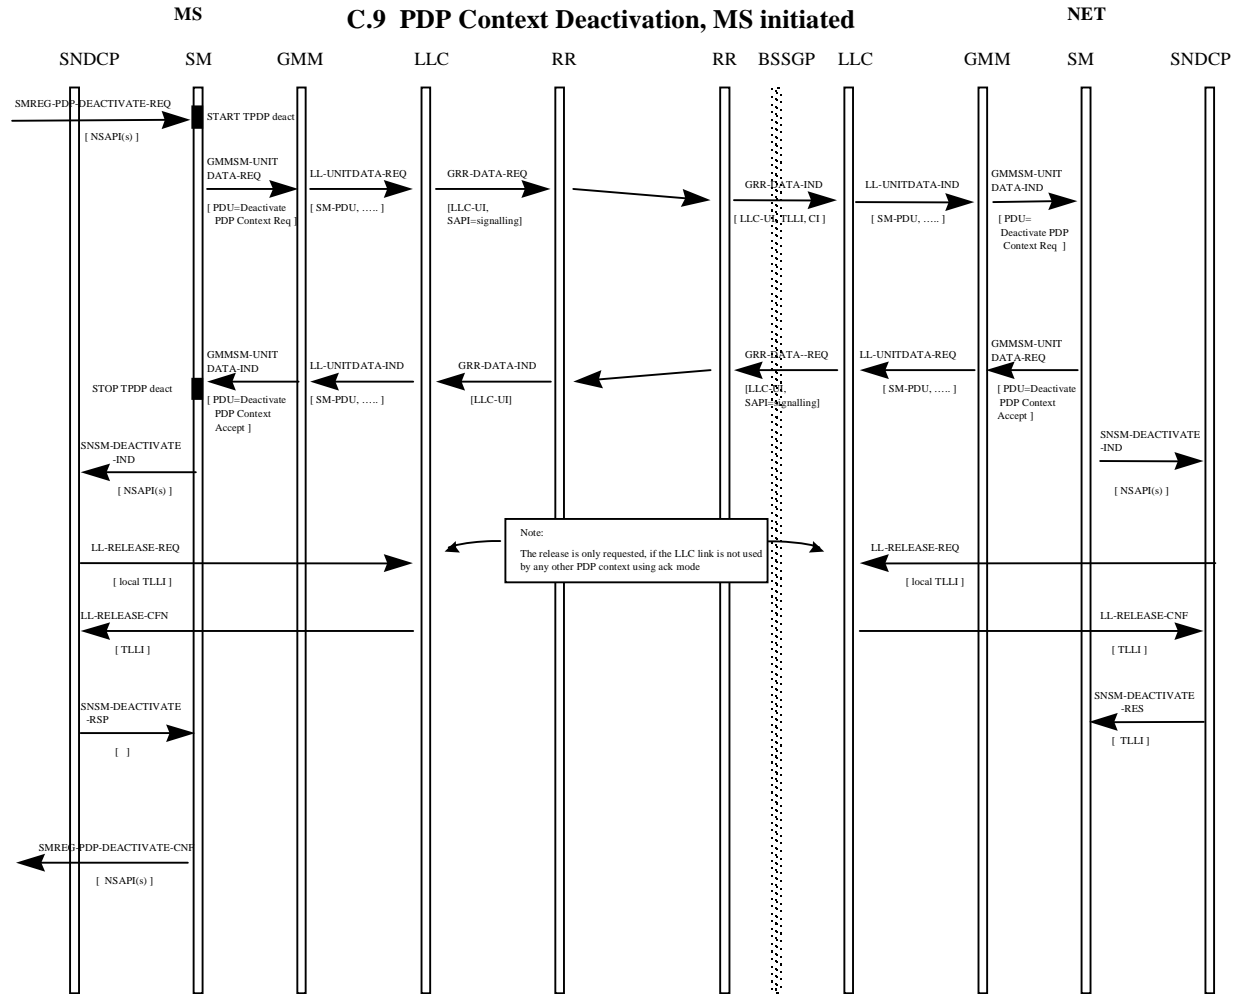 MS
C.9 PDP Context Deactivation, MS initiated
NET
SNDCP SM GMM LLC RR RR BSSGP LLC GMM SM SNDCP
SMREG-PDP-DEACTIVATE-REQ
[ NSAPI(s) ]
START TPDP deact
GMMSM-UNIT
DATA-REQ
[ PDU=Deactivate
PDP Context Req ]
LL-UNITDATA-REQ
[ SM-PDU, ..... ]
GRR-DATA-REQ
[LLC-UI,
SAPI=signalling]
GRR-DATA-IND
[ LLC-UI, TLLI, CI ]
LL-UNITDATA-IND
[ SM-PDU, ..... ]
GMMSM-UNIT
DATA-IND
[ PDU=
Deactivate PDP
Context Req ]
STOP TPDP deact
GMMSM-UNIT
DATA-IND
[ PDU=Deactivate
PDP Context
Accept ]
LL-UNITDATA-IND
[ SM-PDU, ..... ]
GRR-DATA-IND
[LLC-UI]
GRR-DATA--REQ
[LLC-UI,
SAPI=signalling]
LL-UNITDATA-REQ
[ SM-PDU, ..... ]
GMMSM-UNIT
DATA-REQ
[ PDU=Deactivate
PDP Context
Accept ]
SNSM-DEACTIVATE
-IND
[ NSAPI(s) ]
SNSM-DEACTIVATE
-IND
[ NSAPI(s) ]
Note:
The release is only requested, if the LLC link is not used
by any other PDP context using ack mode
LL-RELEASE-REQ
[ local TLLI ]
LL-RELEASE-REQ
[ local TLLI ]
LL-RELEASE-CFN
[ TLLI ]
LL-RELEASE-CNF
[ TLLI ]
SNSM-DEACTIVATE
-RSP
[ ]
SNSM-DEACTIVATE
-RES
[ TLLI ]
SMREG-PDP-DEACTIVATE-CNF
[ NSAPI(s) ]